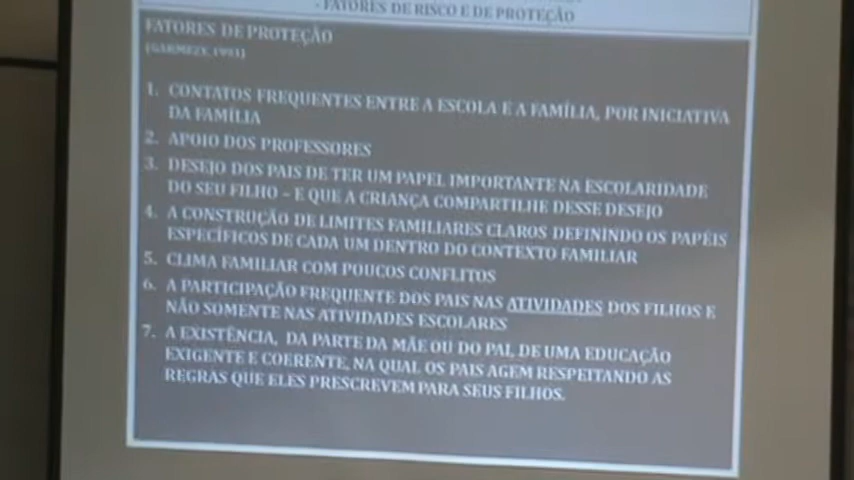 - FATORES DE RISCO E DE PROTEÇÃO
FATORES DE PROTEÇÃO
(GARMEZY, 1991)
1. CONTATOS FREQUENTES ENTRE A ESCOLA E A FAMÍLIA, POR INICIATIVA
DA FAMÍLIA
2. APOIO DOS PROFESSORES
3. DESEJO DOS PAIS DE TER UM PAPEL IMPORTANTE NA ESCOLARIDADE
DO SEU FILHO – E QUE A CRIANÇA COMPARTILHE DESSE DESEJO
4. A CONSTRUÇÃO DE LIMITES FAMILIARES CLAROS DEFININDO OS PAPÉIS
ESPECÍFICOS DE CADA UM DENTRO DO CONTEXTO FAMILIAR
5. CLIMA FAMILIAR COM POUCOS CONFLITOS
6. A PARTICIPAÇÃO FREQUENTE DOS PAIS NAS ATIVIDADES DOS FILHOS E
NÃO SOMENTE NAS ATIVIDADES ESCOLARES
7. A EXISTÊNCIA, DA PARTE DA MÃE OU DO PAI, DE UMA EDUCAÇÃO
EXIGENTE E COERENTE, NA QUAL OS PAIS AGEM RESPEITANDO AS
REGRAS QUE ELES PRESCREVEM PARA SEUS FILHOS.